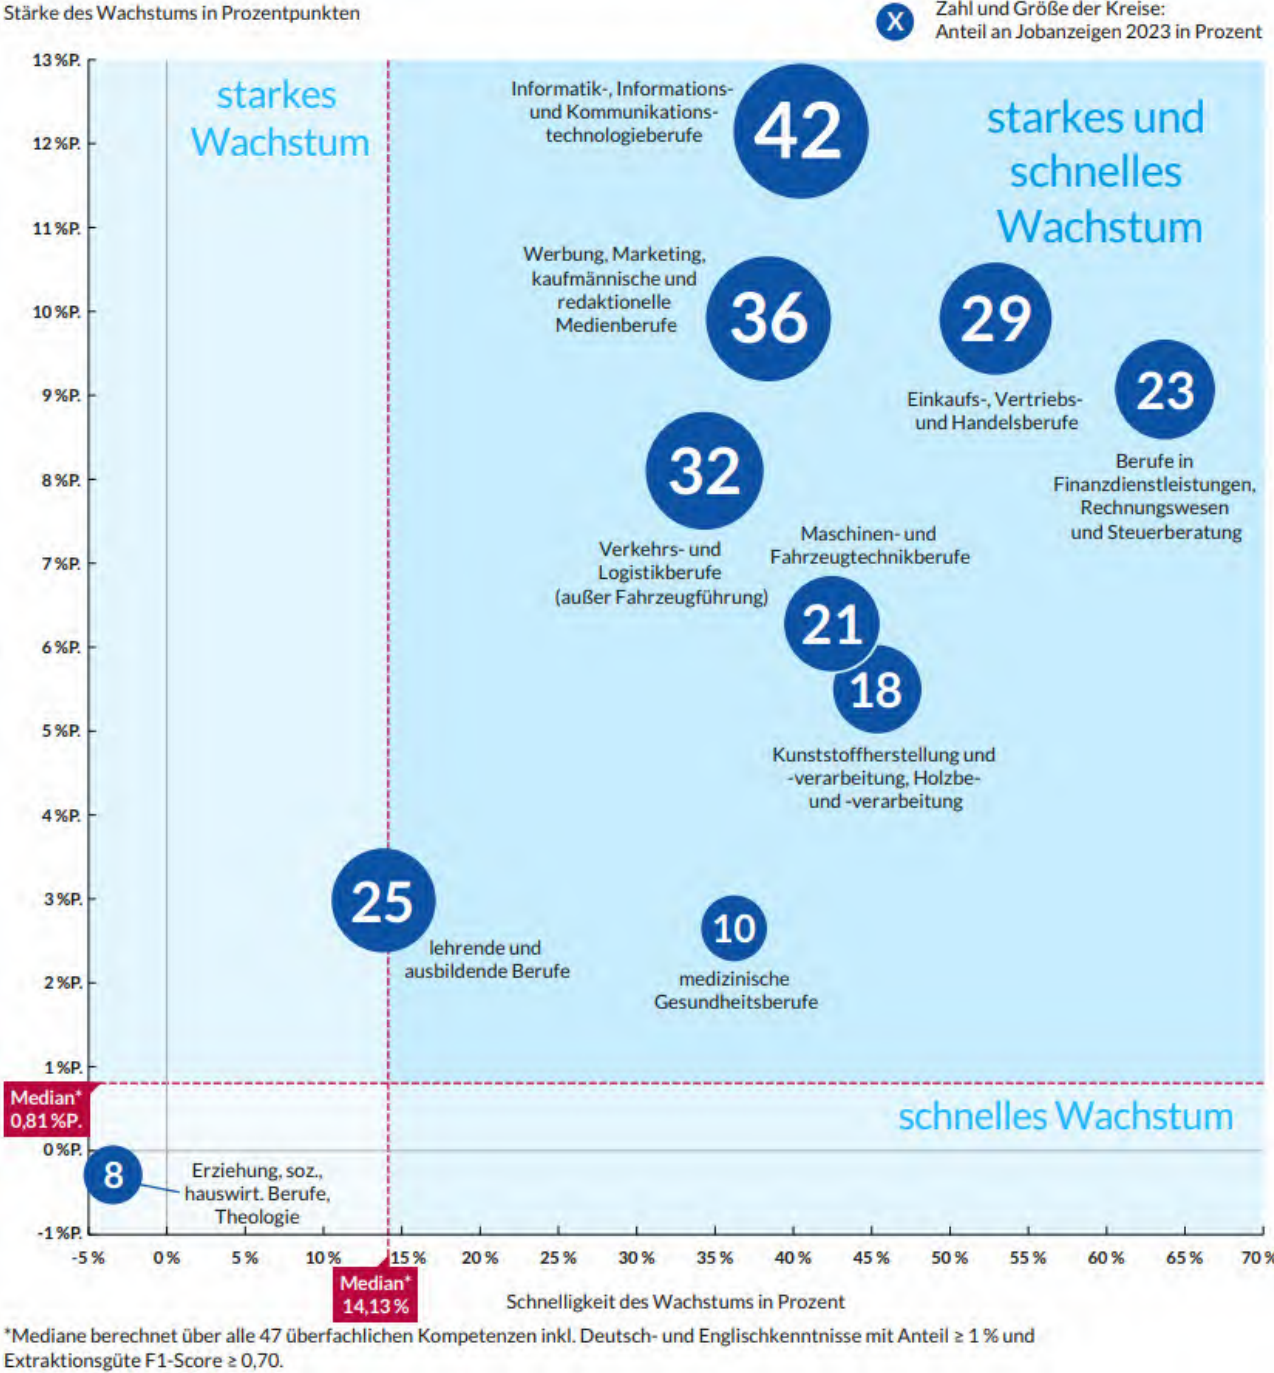 Stärke des Wachstums in Prozentpunkten
X
Zahl und Größe der Kreise:
Anteil an Jobanzeigen 2023 in Prozent
13 %P.
12 %P.
11 %P.
10 %P.
9 %P.
8 %P.
7 %P.
6 %P.
5 %P.
4 %P.
3 %P.
2 %P.
1 %P.
Median*
0,81 %P.
0 %P.
-1 %P.
starkes
Wachstum
starkes und
schnelles
Wachstum
Informatik-, Informations-
und Kommunikations-
technologieberufe
42
Werbung, Marketing,
kaufmännische und
redaktionelle
Medienberufe
36
29
Einkaufs-, Vertriebs-
und Handelsberufe
23
Berufe in
Finanzdienstleistungen,
Rechnungswesen
und Steuerberatung
32
Verkehrs- und
Logistikberufe
(außer Fahrzeugführung)
Maschinen- und
Fahrzeugtechnikberufe
21
18
Kunststoffherstellung und
-verarbeitung, Holzbe-
und -verarbeitung
25
lehrende und
ausbildende Berufe
10
medizinische
Gesundheitsberufe
schnelles Wachstum
8
Erziehung, soz.,
hauswirt. Berufe,
Theologie
-5 % 0 % 5 % 10 % 15 % 20 % 25 % 30 % 35 % 40 % 45 % 50 % 55 % 60 % 65 % 70 %
Median*
14,13 %
Schnelligkeit des Wachstums in Prozent
*Mediane berechnet über alle 47 überfachlichen Kompetenzen inkl. Deutsch- und Englischkenntnisse mit Anteil ≥ 1 % und
Extraktionsgüte F1-Score ≥ 0,70.